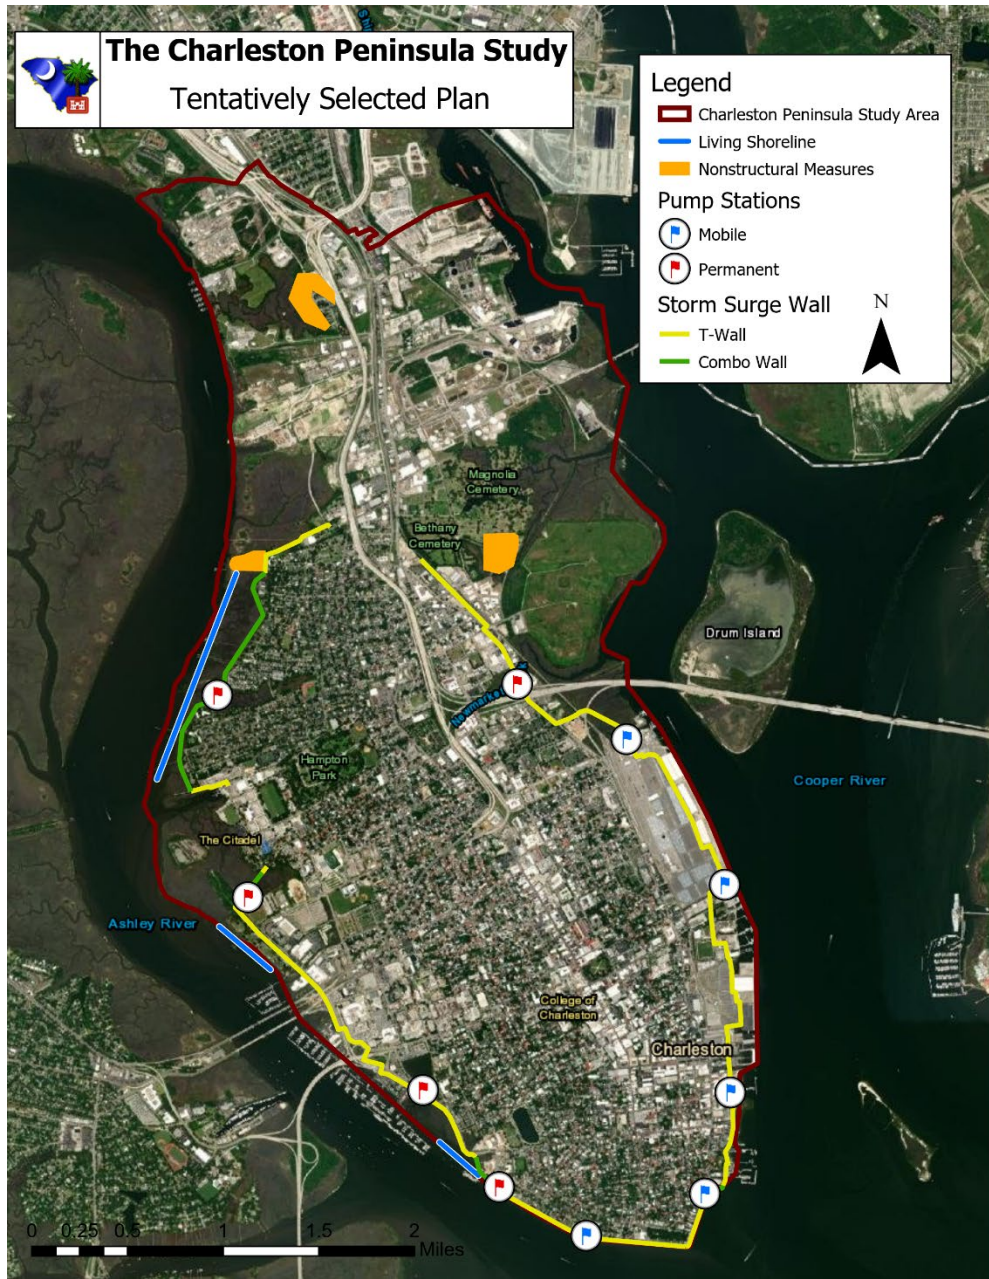 The Charleston Peninsula Study
Tentatively Selected Plan
Legend
Charleston Peninsula Study Area
Living Shoreline
Nonstructural Measures
Pump Stations
Mobile
Permanent
Storm Surge Wall
N
T-Wall
Combo Wall
Magnolia
Cemetery
Bethany
Cemetery
Drum Island
Newmarket
Hampton
Park
Cooper River
The Citadel
Ashley River
College of
Charleston
Charleston
0 0.25 0.5 1 1.5 2
Miles